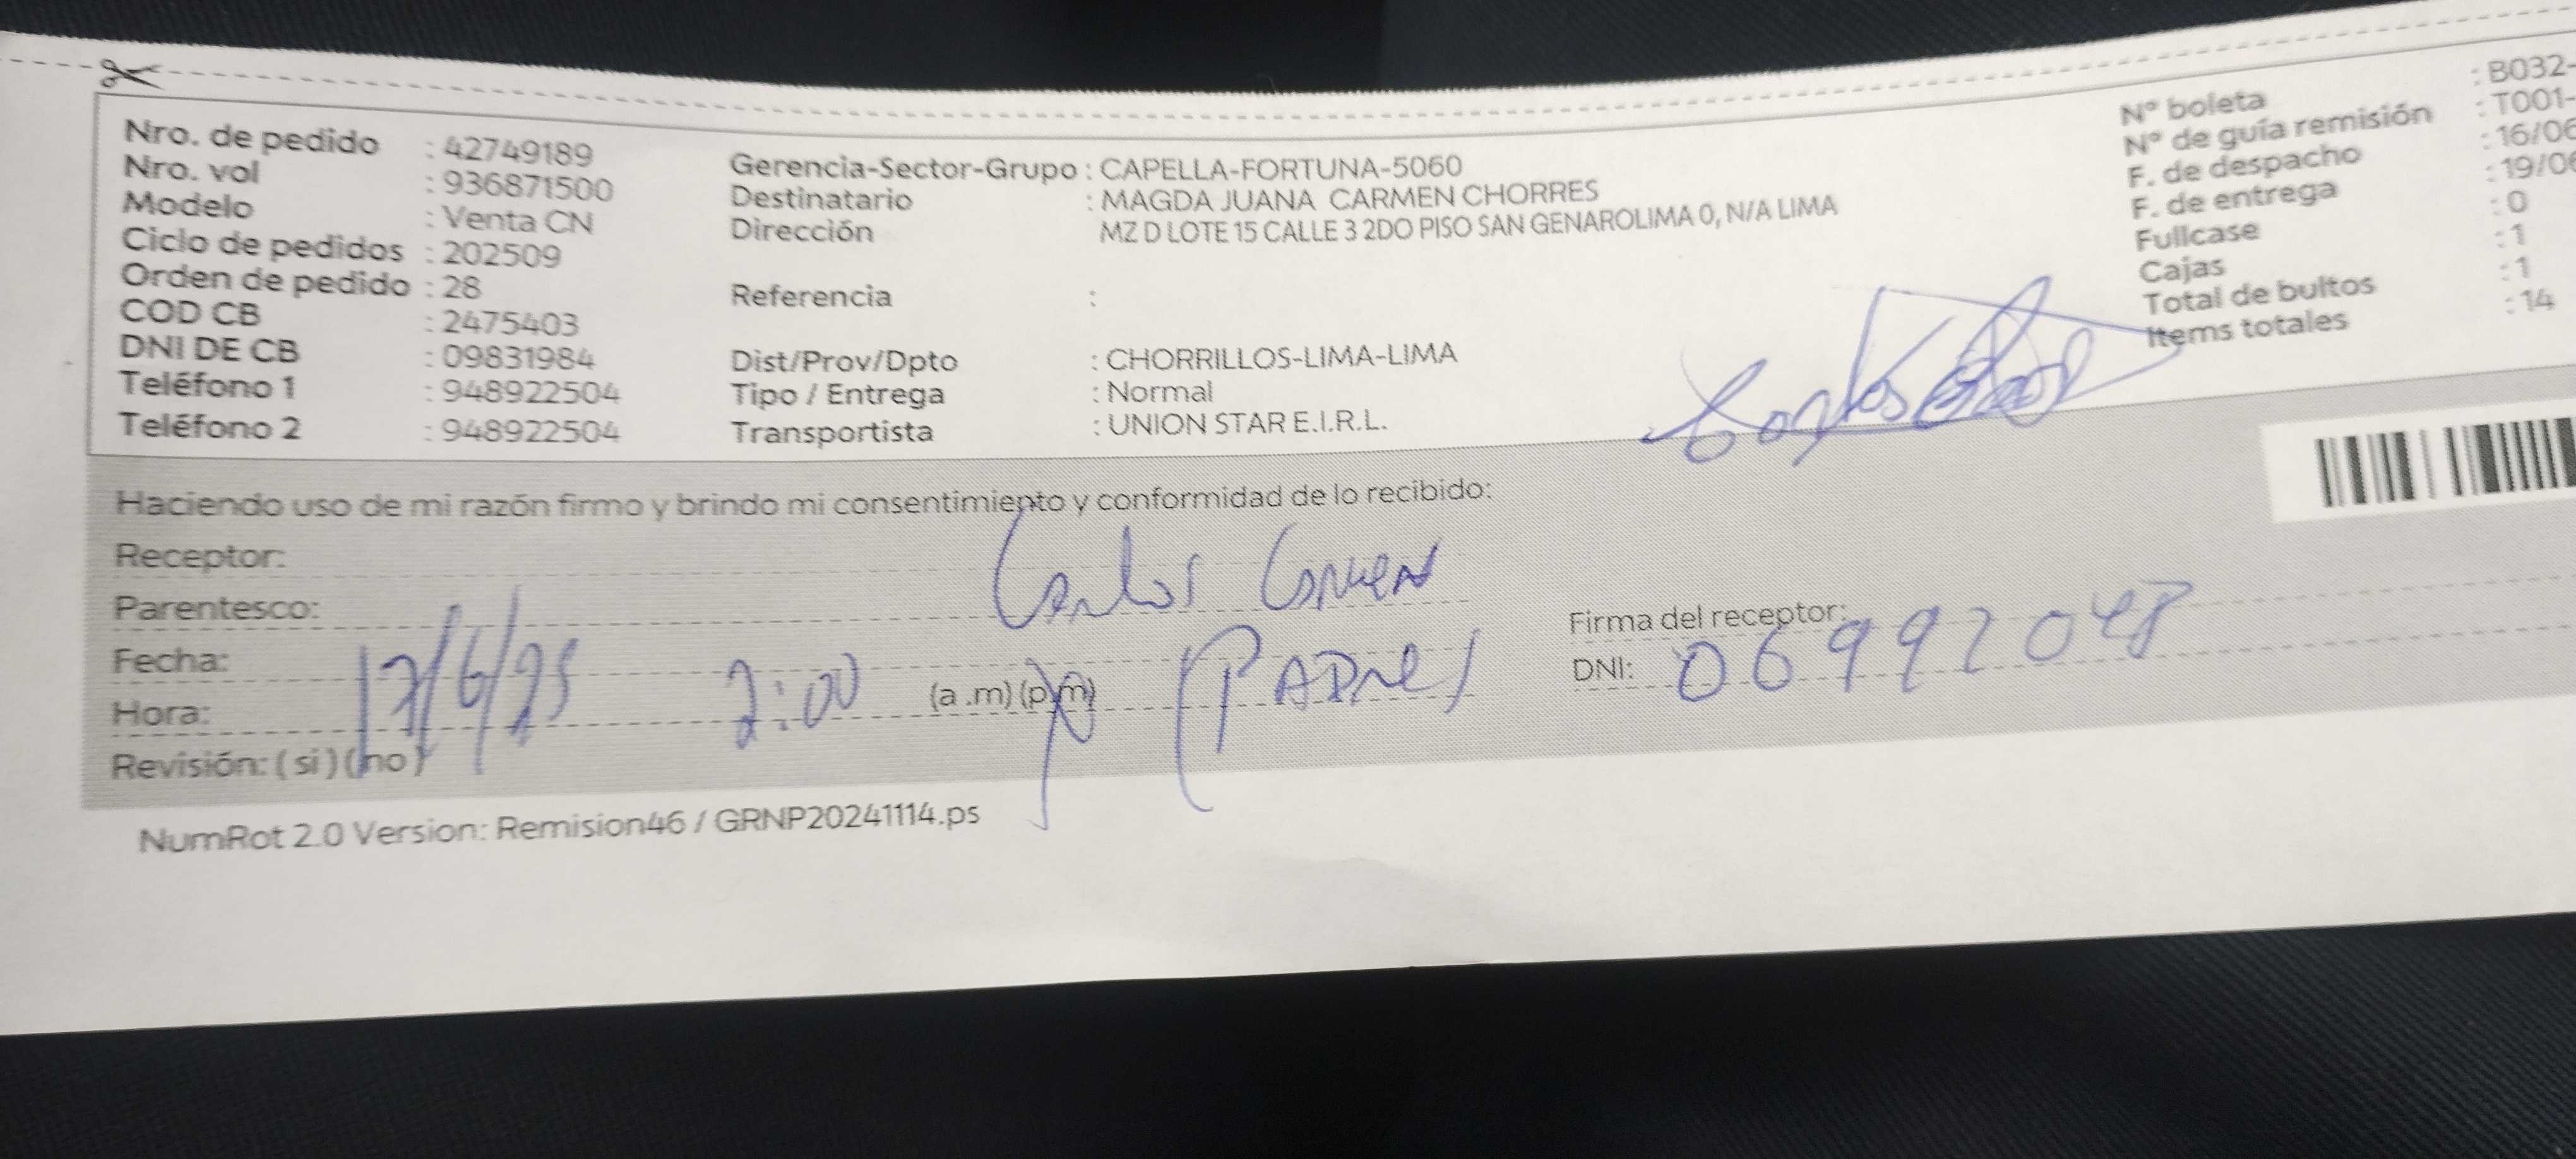 Nro. de pedido : 42749189
Nro. vol : 936871500
Modelo : Venta CN
Ciclo de pedidos : 202509
Orden de pedido : 28
COD CB : 2475403
DNI DE CB : 09831984
Teléfono 1 : 948922504
Teléfono 2 : 948922504
Gerencia-Sector-Grupo : CAPELLA-FORTUNA-5060
Destinatario : MAGDA JUANA CARMEN CHORRES
Dirección MZ D LOTE 15 CALLE 3 2DO PISO SAN GENAROLIMA 0, N/A LIMA
Referencia :
Dist/Prov/Dpto : CHORRILLOS-LIMA-LIMA
Tipo / Entrega : Normal
Transportista : UNION STAR E.I.R.L.
N° boleta : B032-
N° de guía remisión : T001-
F. de despacho : 16/06
F. de entrega : 19/06
Fullcase : 0
Cajas : 1
Total de bultos : 1
Items totales : 14
Haciendo uso de mi razón firmo y brindo mi consentimiento y conformidad de lo recibido:
Receptor: Carlos Carmen
Parentesco: (PADRE)
Fecha: 17/6/25
Hora: 2:00 (a .m) (p.m)
Revisión: ( si ) ( no )
Firma del receptor:
DNI: 06992048
NumRot 2.0 Version: Remision46 / GRNP20241114.ps